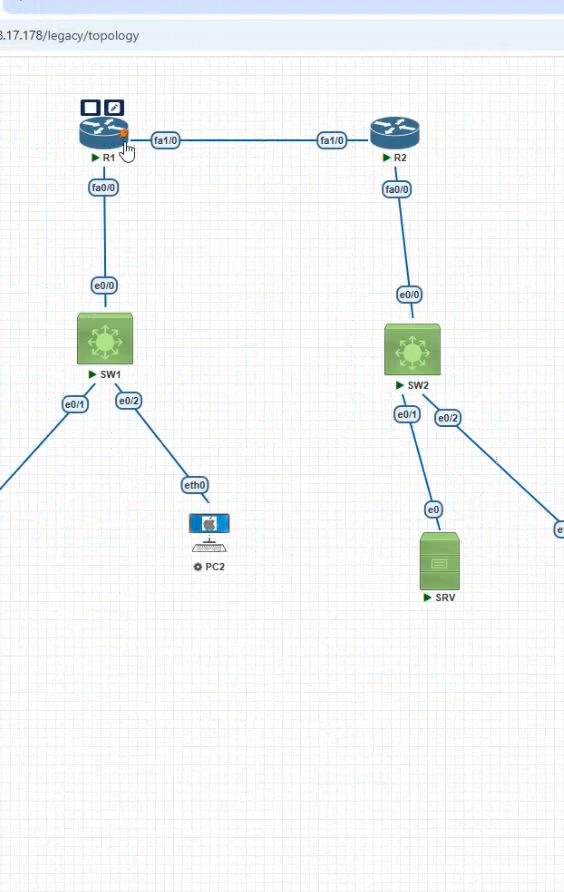 3.17.178/legacy/topology
fa1/0
fa1/0
R1
R2
fa0/0
fa0/0
e0/0
e0/0
SW1
SW2
e0/1
e0/2
e0/1
e0/2
eth0
e0
PC2
SRV